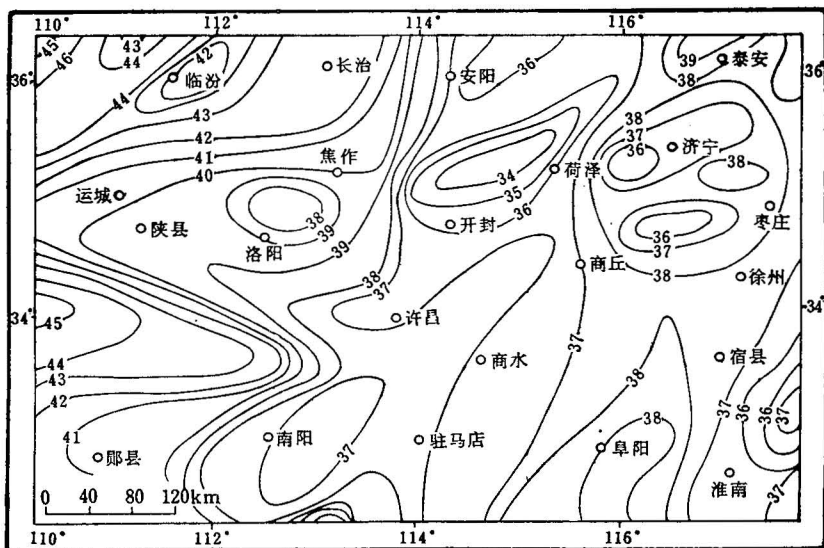 110° 112° 114° 116°
45 43 42 36 39 泰安
46 44 临汾 长治 安阳 38
36° 36°
44 43 38
42 37
41 焦作 36 济宁
40 34 荷泽 38
35
运城 38 36 枣庄
陕县 39 开封 36
洛阳 39 37
38 商丘 38 徐州
37
34° 34°
45 许昌 37
44 商水 38 宿县
43 37 36 36 37
42 38
41 南阳 37 驻马店 阜阳
郧县 淮南
0 40 80 120km 37
110° 112° 114° 116°